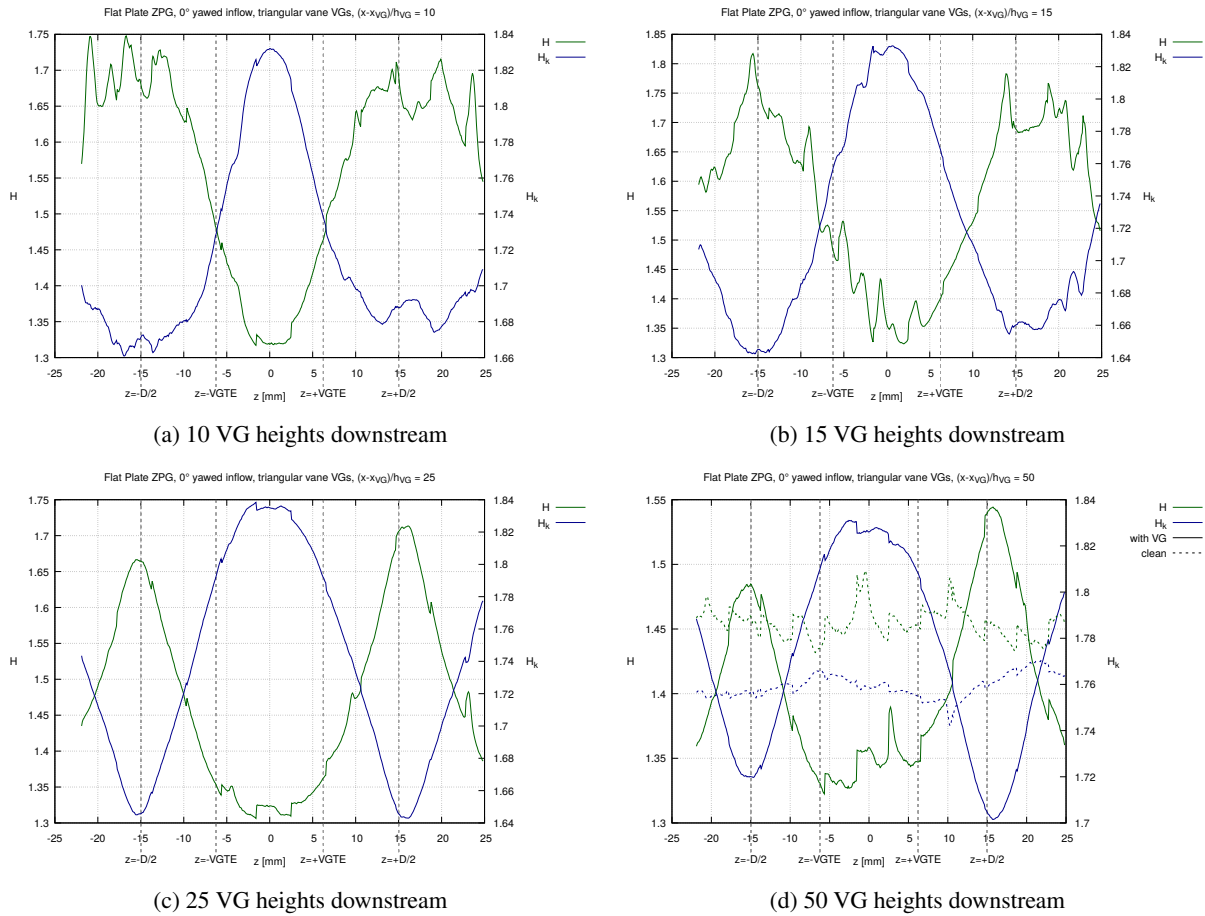 Flat Plate ZPG, 0° yawed inflow, triangular vane VGs, (x-x_VG)/h_VG = 10
1.75
1.7
1.65
1.6
1.55
1.5
1.45
1.4
1.35
1.3
H
1.84
1.82
1.8
1.78
1.76
1.74
1.72
1.7
1.68
1.66
H_k
H
H_k
-25 -20 -15 -10 -5 0 5 10 15 20 25
z=-D/2 z=-VGTE z [mm] z=+VGTE z=+D/2
(a) 10 VG heights downstream
Flat Plate ZPG, 0° yawed inflow, triangular vane VGs, (x-x_VG)/h_VG = 15
1.85
1.8
1.75
1.7
1.65
1.6
1.55
1.5
1.45
1.4
1.35
1.3
H
1.84
1.82
1.8
1.78
1.76
1.74
1.72
1.7
1.68
1.66
1.64
H_k
H
H_k
-25 -20 -15 -10 -5 0 5 10 15 20 25
z=-D/2 z=-VGTE z [mm] z=+VGTE z=+D/2
(b) 15 VG heights downstream
Flat Plate ZPG, 0° yawed inflow, triangular vane VGs, (x-x_VG)/h_VG = 25
1.75
1.7
1.65
1.6
1.55
1.5
1.45
1.4
1.35
1.3
H
1.84
1.82
1.8
1.78
1.76
1.74
1.72
1.7
1.68
1.66
1.64
H_k
H
H_k
-25 -20 -15 -10 -5 0 5 10 15 20 25
z=-D/2 z=-VGTE z [mm] z=+VGTE z=+D/2
(c) 25 VG heights downstream
Flat Plate ZPG, 0° yawed inflow, triangular vane VGs, (x-x_VG)/h_VG = 50
1.55
1.5
1.45
1.4
1.35
1.3
H
1.84
1.82
1.8
1.78
1.76
1.74
1.72
1.7
H_k
H
H_k
with VG
clean
-25 -20 -15 -10 -5 0 5 10 15 20 25
z=-D/2 z=-VGTE z [mm] z=+VGTE z=+D/2
(d) 50 VG heights downstream